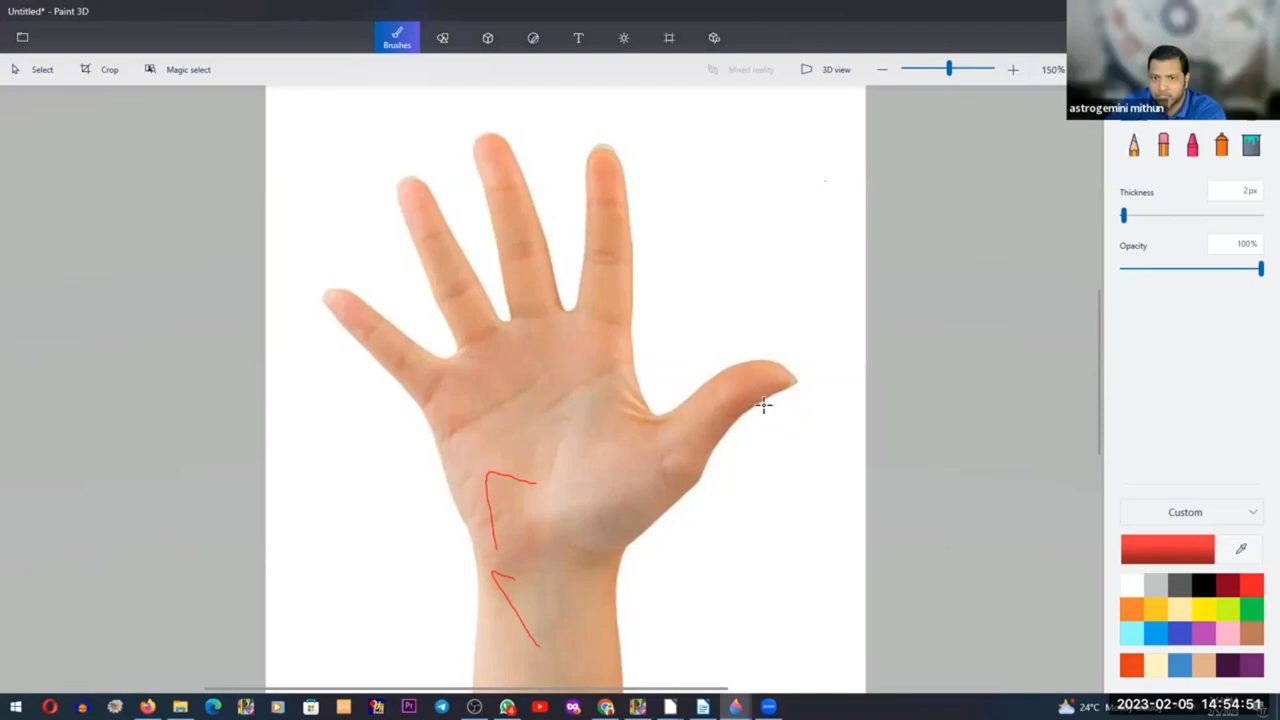 Untitled* - Paint 3D
Brushes
Select
Crop
Magic select
Mixed reality
3D view
150%
astrogemini mithun
Thickness
2px
Opacity
100%
Custom
24°C
2023-02-05 14:54:51